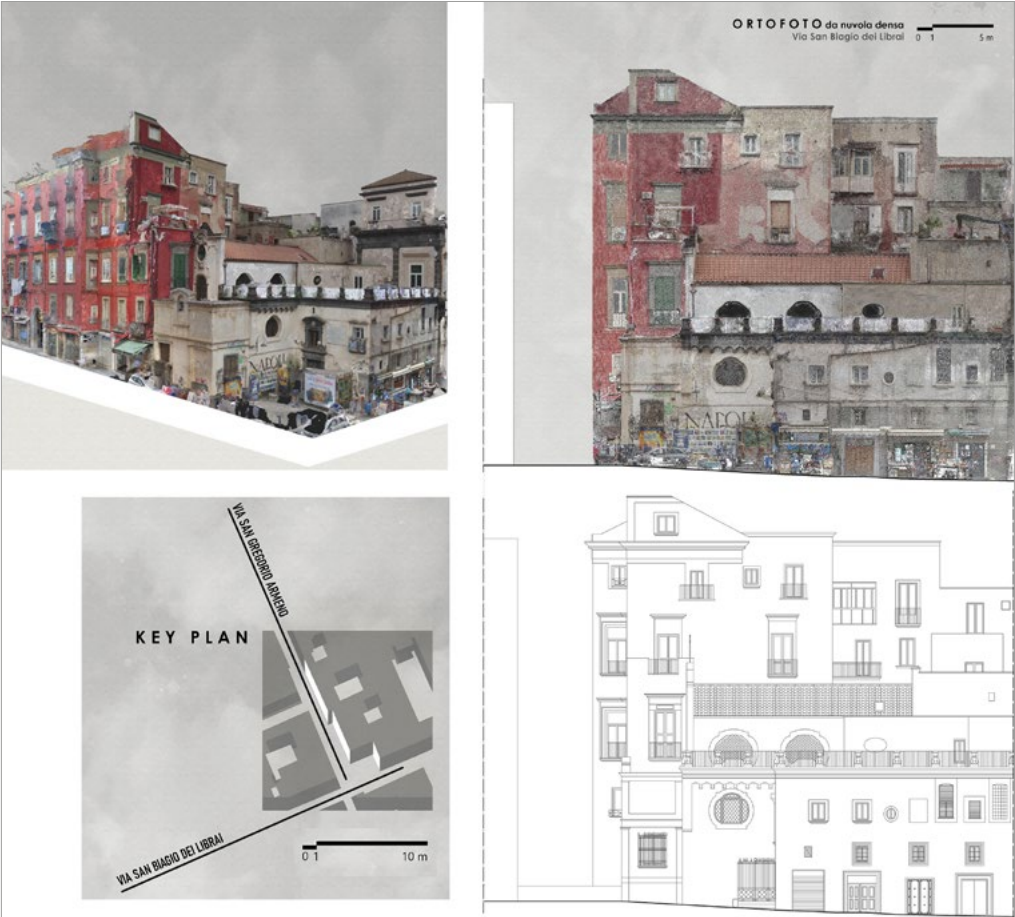 ORTOFOTO da nuvola densa
Via San Biagio dei Librai
0 1 5 m
NAPOLI
NAPOLI
VIA SAN GREGORIO ARMENO
KEY PLAN
0 1 10 m
VIA SAN BIAGIO DEI LIBRAI